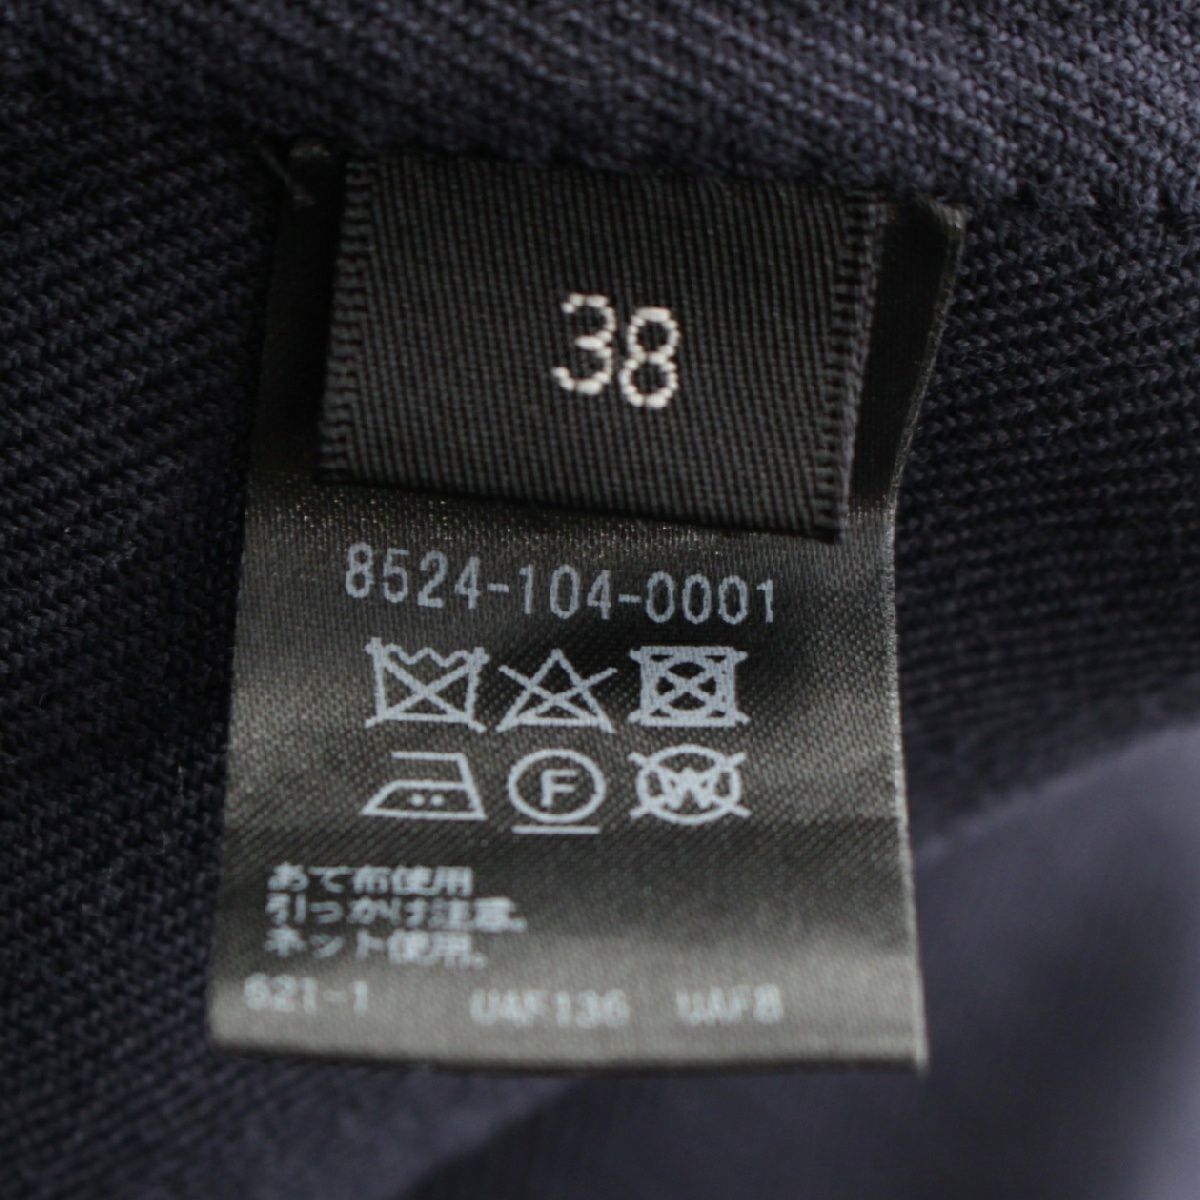 38
8524-104-0001
F
W
あて布使用
引っかけ注意。
ネット使用。
621-1 UAF136 UAF8